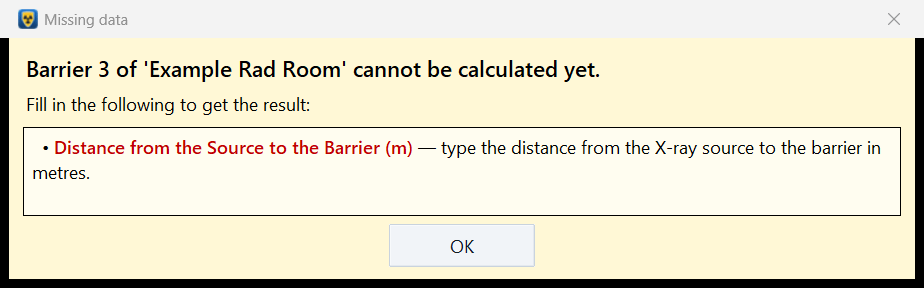 Missing data
Barrier 3 of 'Example Rad Room' cannot be calculated yet.
Fill in the following to get the result:
• Distance from the Source to the Barrier (m) — type the distance from the X-ray source to the barrier in
metres.
OK